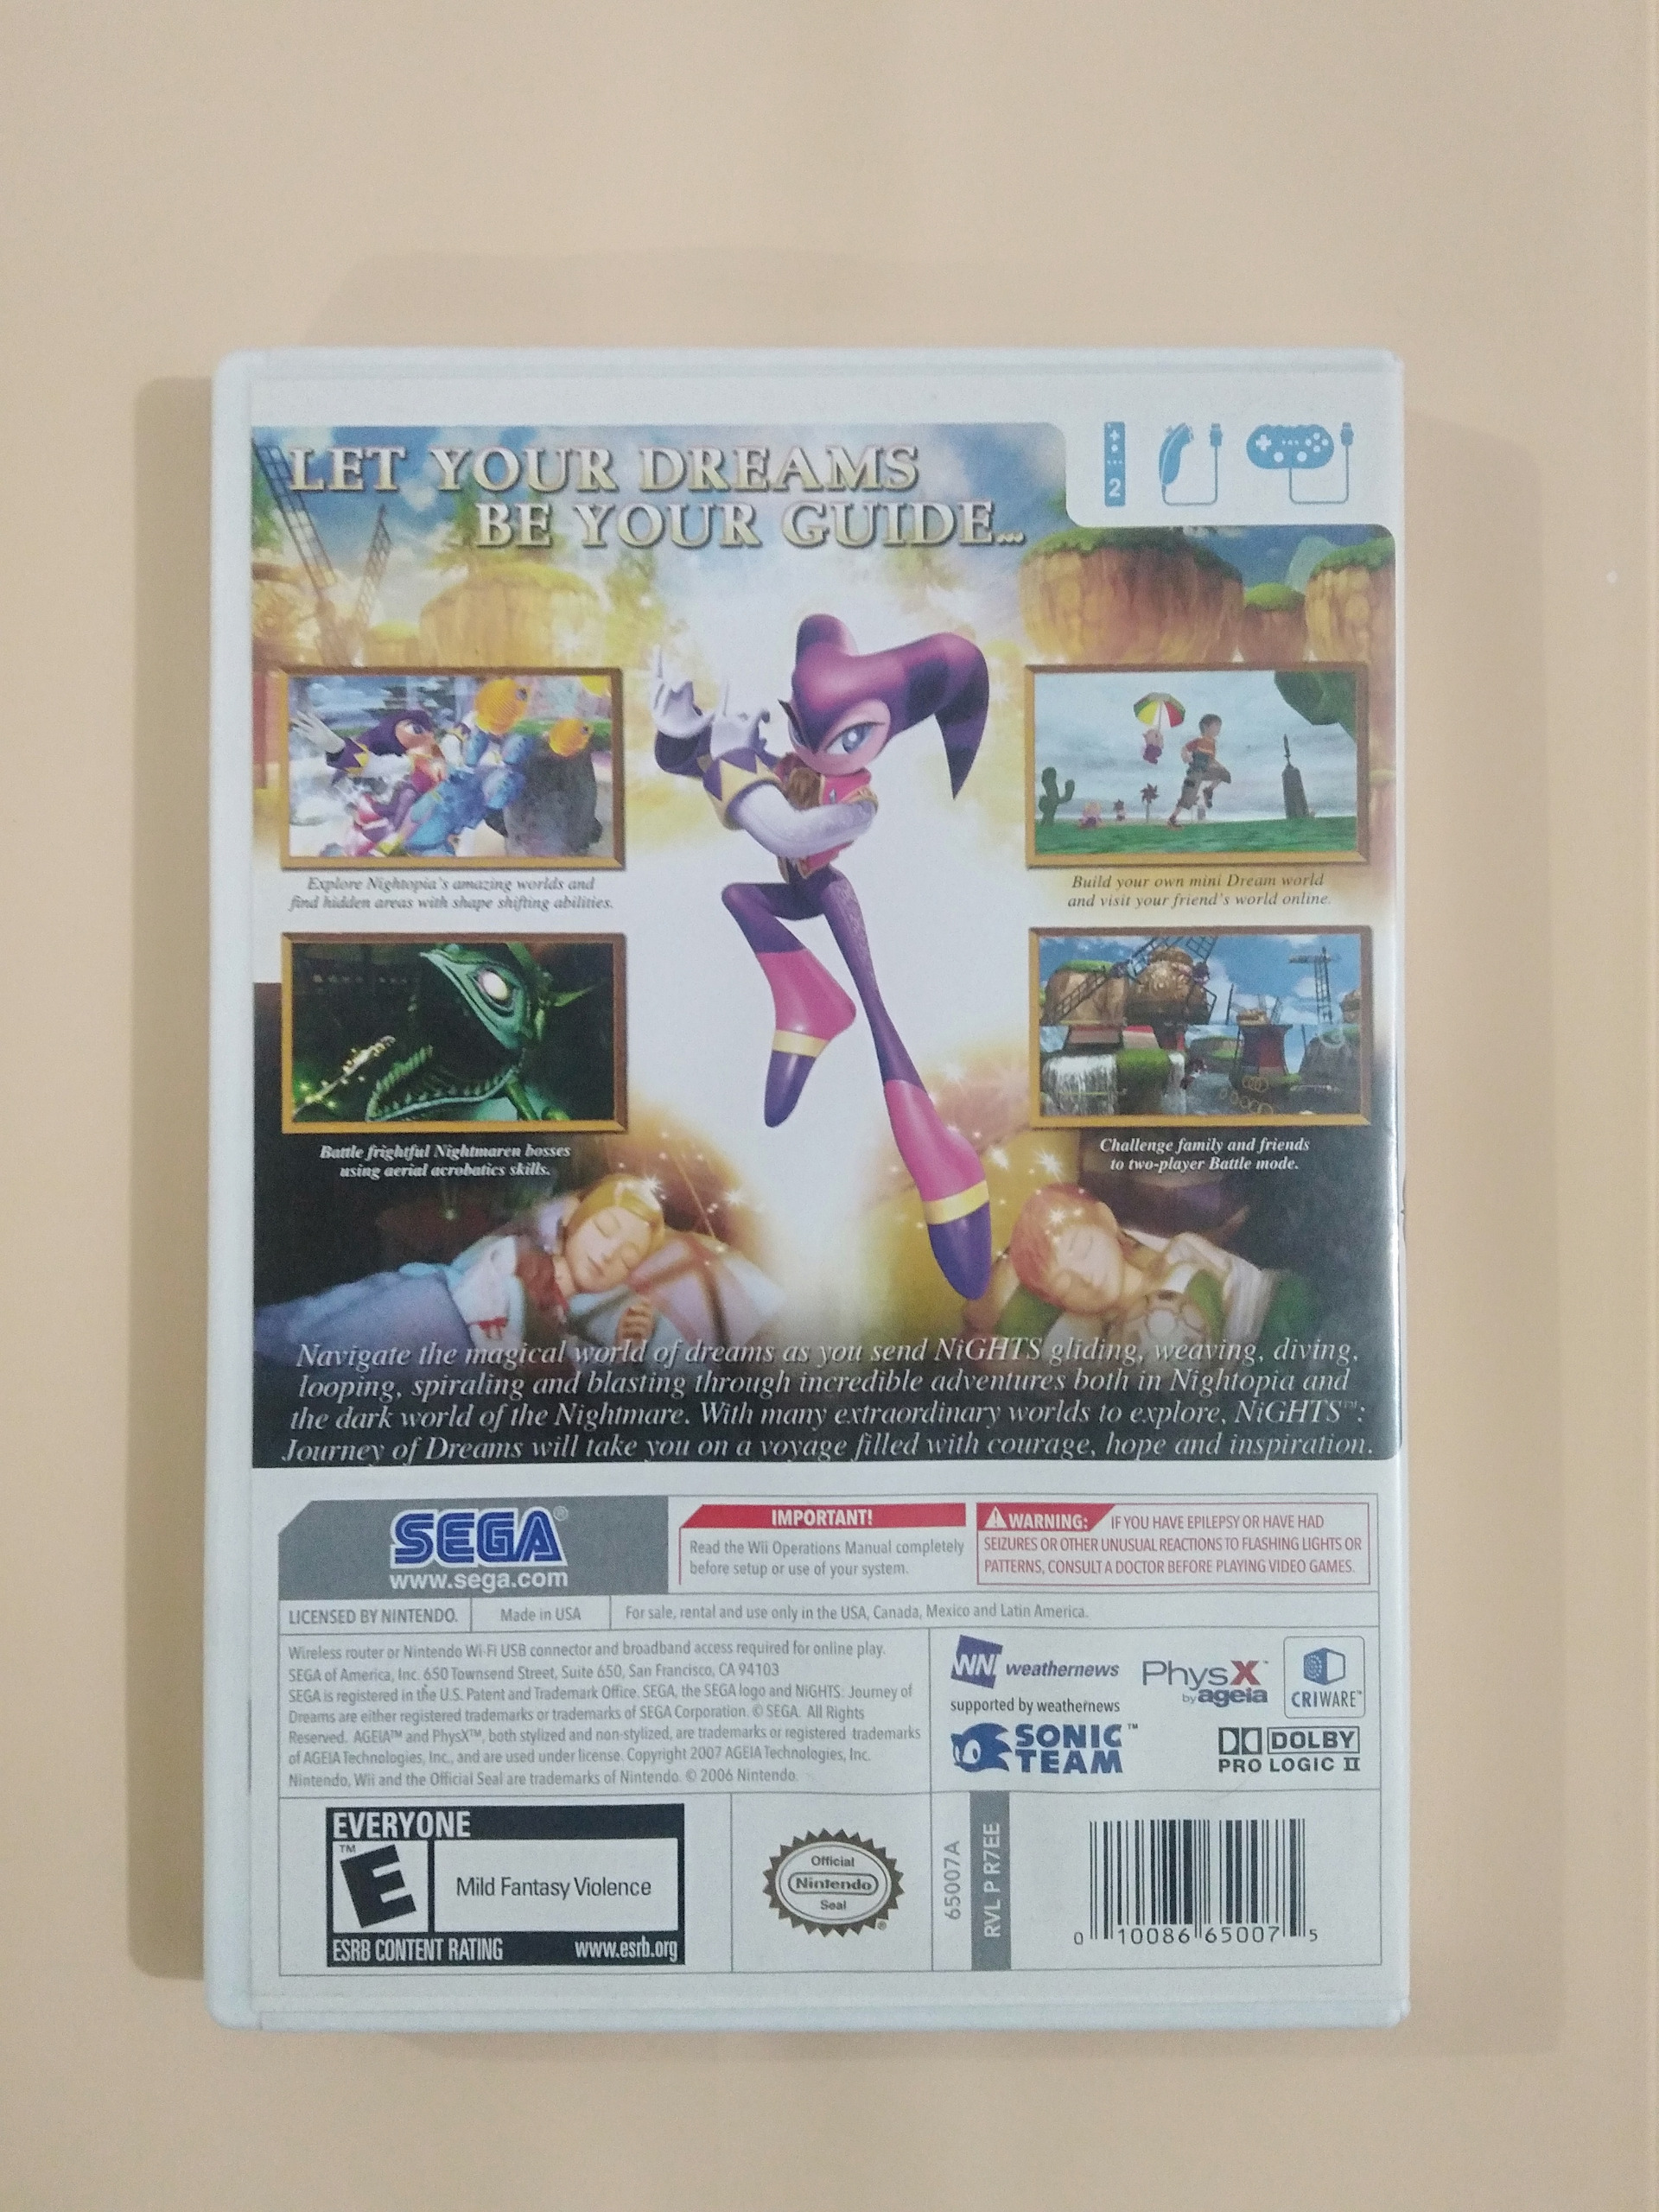 LET YOUR DREAMS
BE YOUR GUIDE...
2
Explore Nightopia's amazing worlds and
find hidden areas with shape shifting abilities.
Build your own mini Dream world
and visit your friend's world online.
Battle frightful Nightmaren bosses
using aerial acrobatics skills.
Challenge family and friends
to two-player Battle mode.
Navigate the magical world of dreams as you send NiGHTS gliding, weaving, diving,
looping, spiraling and blasting through incredible adventures both in Nightopia and
the dark world of the Nightmare. With many extraordinary worlds to explore, NiGHTS™:
Journey of Dreams will take you on a voyage filled with courage, hope and inspiration.
SEGA®
www.sega.com
IMPORTANT!
Read the Wii Operations Manual completely
before setup or use of your system.
WARNING: IF YOU HAVE EPILEPSY OR HAVE HAD
SEIZURES OR OTHER UNUSUAL REACTIONS TO FLASHING LIGHTS OR
PATTERNS, CONSULT A DOCTOR BEFORE PLAYING VIDEO GAMES.
LICENSED BY NINTENDO. Made in USA For sale, rental and use only in the USA, Canada, Mexico and Latin America.
Wireless router or Nintendo Wi-Fi USB connector and broadband access required for online play.
SEGA of America, Inc. 650 Townsend Street, Suite 650, San Francisco, CA 94103
SEGA is registered in the U.S. Patent and Trademark Office. SEGA, the SEGA logo and NiGHTS: Journey of
Dreams are either registered trademarks or trademarks of SEGA Corporation. © SEGA. All Rights
Reserved. AGEIA™ and PhysX™, both stylized and non-stylized, are trademarks or registered trademarks
of AGEIA Technologies, Inc., and are used under license. Copyright 2007 AGEIA Technologies, Inc.
Nintendo, Wii and the Official Seal are trademarks of Nintendo. © 2006 Nintendo.
WN weathernews
supported by weathernews
PhysX™
by ageia
CRIWARE™
SONIC™
TEAM
DOLBY
PRO LOGIC II
EVERYONE
™
E
Mild Fantasy Violence
ESRB CONTENT RATING www.esrb.org
Official
Nintendo
Seal
®
65007A
RVL P R7EE
0 10086 65007 5